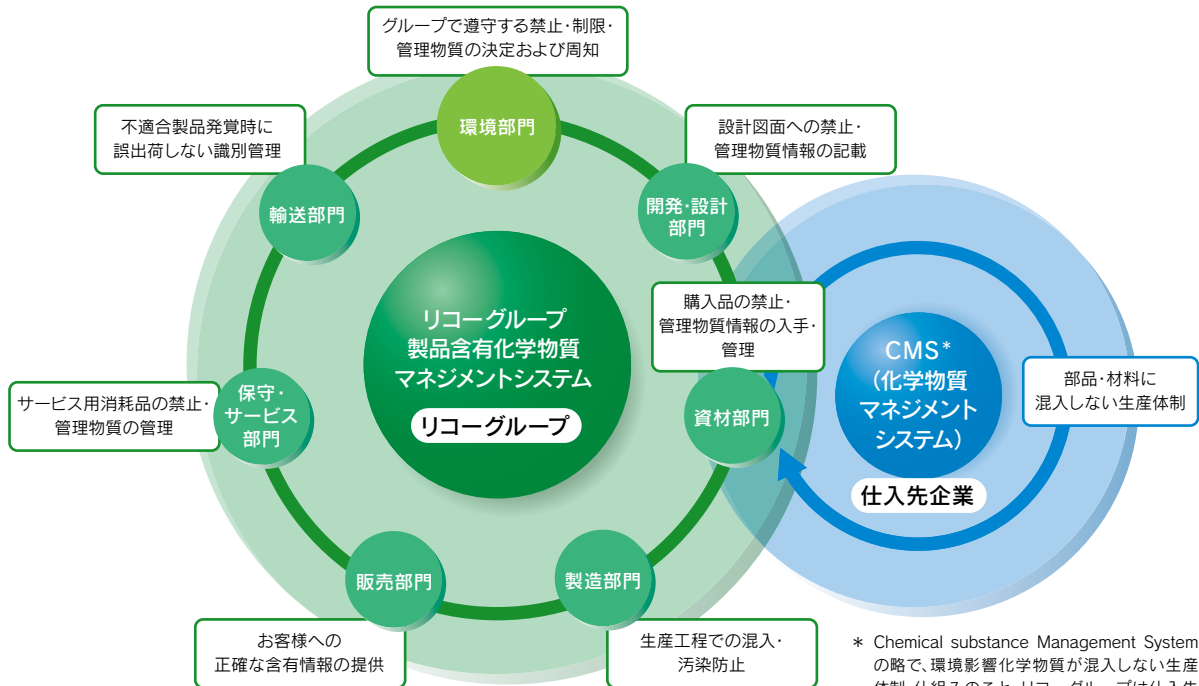 グループで遵守する禁止・制限・
管理物質の決定および周知
環境部門
不適合製品発覚時に
誤出荷しない識別管理
輸送部門
設計図面への禁止・
管理物質情報の記載
開発・設計
部門
リコーグループ
製品含有化学物質
マネジメントシステム
リコーグループ
購入品の禁止・
管理物質情報の入手・
管理
資材部門
CMS*
(化学物質
マネジメント
システム)
仕入先企業
部品・材料に
混入しない生産体制
サービス用消耗品の禁止・
管理物質の管理
保守・
サービス
部門
販売部門
お客様への
正確な含有情報の提供
製造部門
生産工程での混入・
汚染防止
* Chemical substance Management System
の略で、環境影響化学物質が混入しない生産